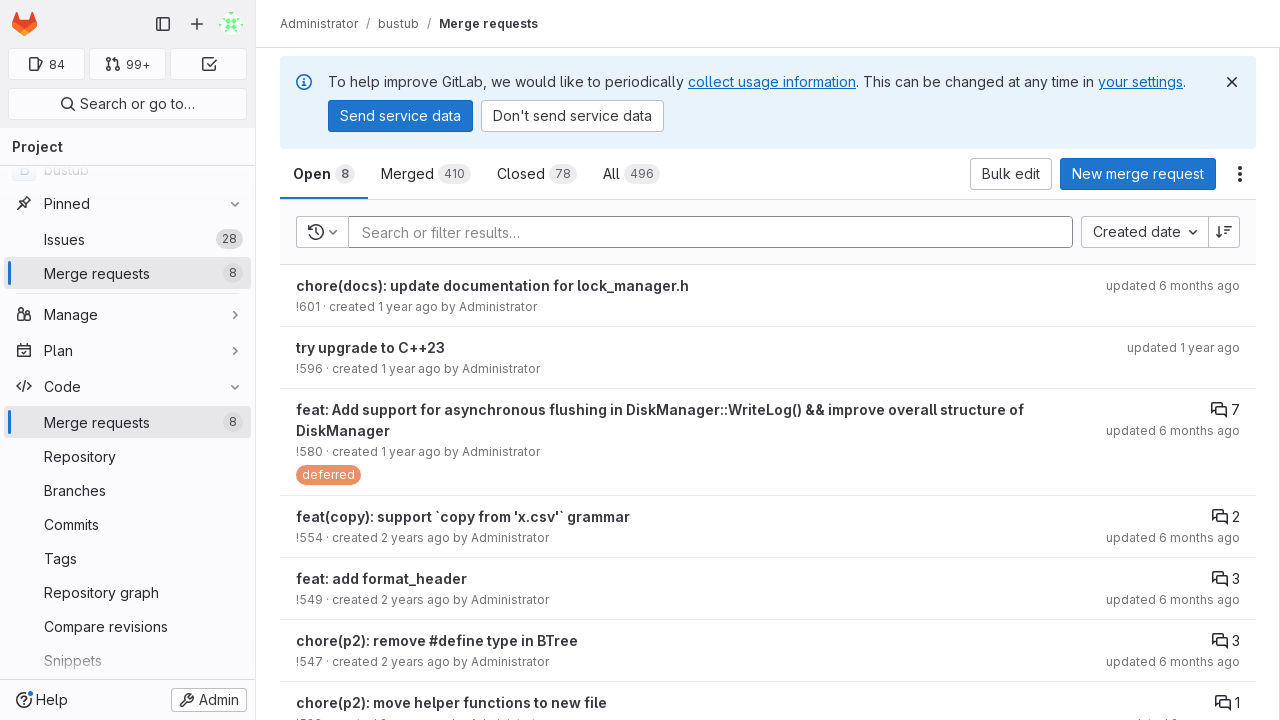 Administrator / bustub / Merge requests
84
99+
Search or go to…
Project
bustub
Pinned
Issues 28
Merge requests 8
Manage
Plan
Code
Merge requests 8
Repository
Branches
Commits
Tags
Repository graph
Compare revisions
Snippets
Help
Admin
To help improve GitLab, we would like to periodically collect usage information. This can be changed at any time in your settings.
Send service data
Don't send service data
Open 8
Merged 410
Closed 78
All 496
Bulk edit
New merge request
Search or filter results…
Created date
chore(docs): update documentation for lock_manager.h
updated 6 months ago
!601 · created 1 year ago by Administrator
try upgrade to C++23
updated 1 year ago
!596 · created 1 year ago by Administrator
feat: Add support for asynchronous flushing in DiskManager::WriteLog() && improve overall structure of
DiskManager
7
updated 6 months ago
!580 · created 1 year ago by Administrator
deferred
feat(copy): support `copy from 'x.csv'` grammar
2
!554 · created 2 years ago by Administrator
updated 6 months ago
feat: add format_header
3
!549 · created 2 years ago by Administrator
updated 6 months ago
chore(p2): remove #define type in BTree
3
!547 · created 2 years ago by Administrator
updated 6 months ago
chore(p2): move helper functions to new file
1